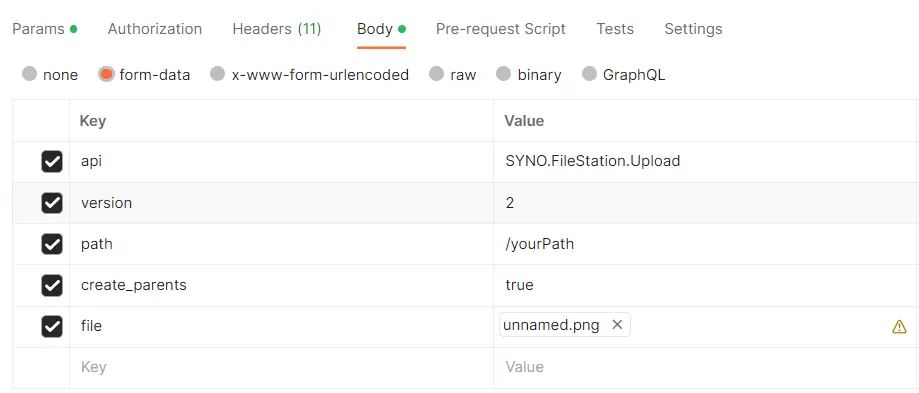 Params Authorization Headers (11) Body Pre-request Script Tests Settings
none form-data x-www-form-urlencoded raw binary GraphQL
Key Value
api SYNO.FileStation.Upload
version 2
path /yourPath
create_parents true
file unnamed.png
Key Value